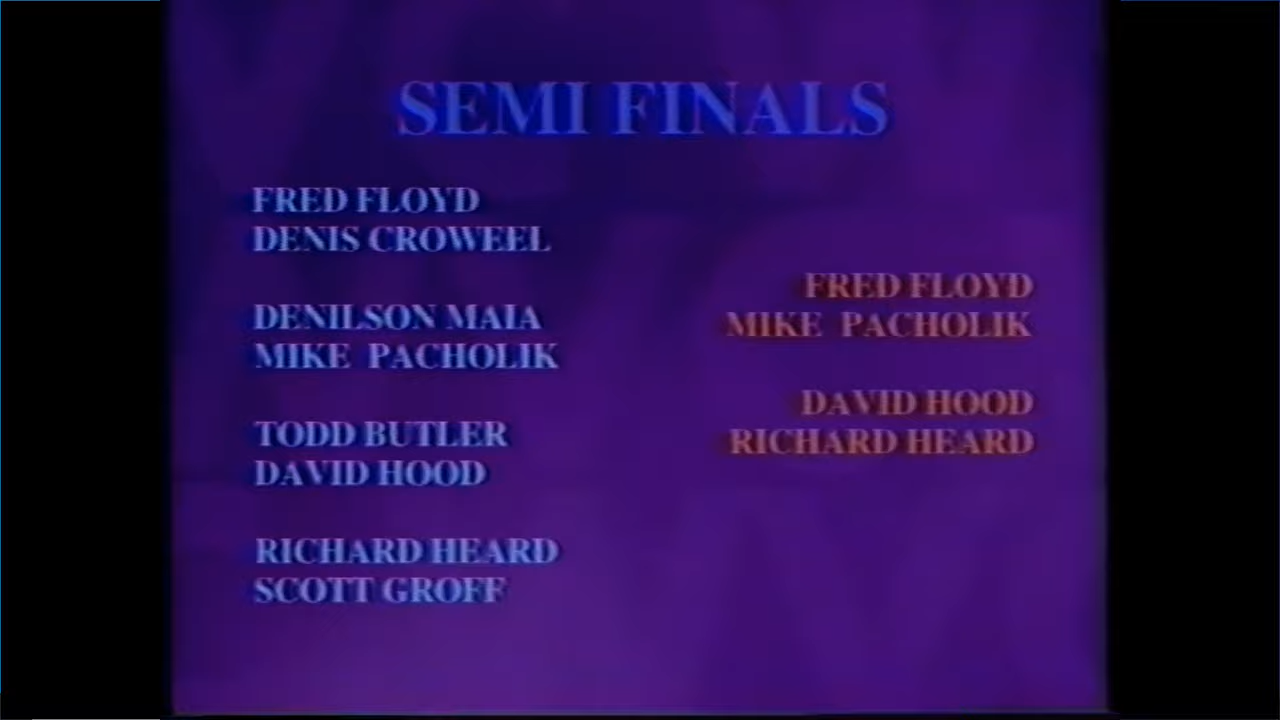 SEMI FINALS
FRED FLOYD
DENIS CROWEEL
DENILSON MAIA
MIKE PACHOLIK
TODD BUTLER
DAVID HOOD
RICHARD HEARD
SCOTT GROFF
FRED FLOYD
MIKE PACHOLIK
DAVID HOOD
RICHARD HEARD